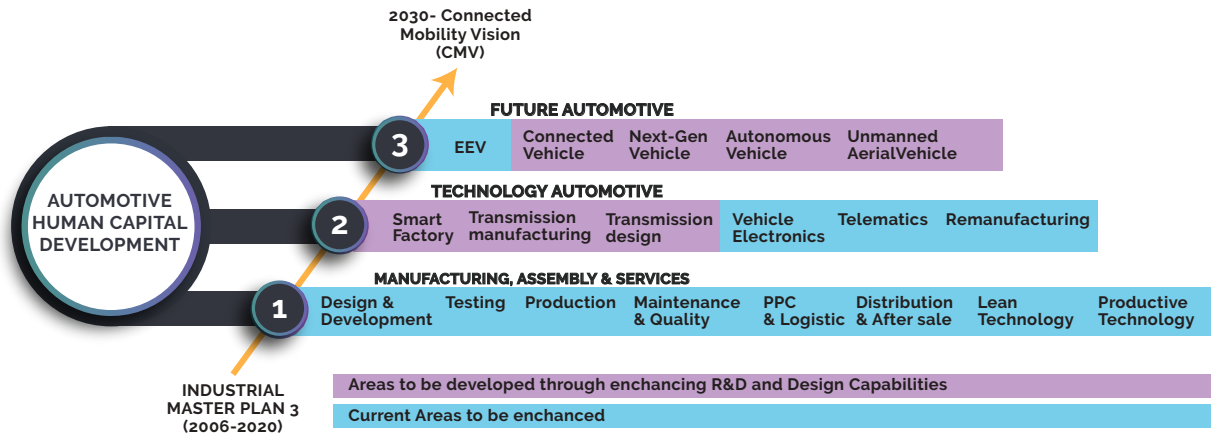 2030- Connected
Mobility Vision
(CMV)
FUTURE AUTOMOTIVE
3
EEV
Connected
Vehicle
Next-Gen
Vehicle
Autonomous
Vehicle
Unmanned
AerialVehicle
AUTOMOTIVE
HUMAN CAPITAL
DEVELOPMENT
TECHNOLOGY AUTOMOTIVE
2
Smart
Factory
Transmission
manufacturing
Transmission
design
Vehicle
Electronics
Telematics
Remanufacturing
MANUFACTURING, ASSEMBLY & SERVICES
1
Design &
Development
Testing
Production
Maintenance
& Quality
PPC
& Logistic
Distribution
& After sale
Lean
Technology
Productive
Technology
INDUSTRIAL
MASTER PLAN 3
(2006-2020)
Areas to be developed through enchancing R&D and Design Capabilities
Current Areas to be enchanced